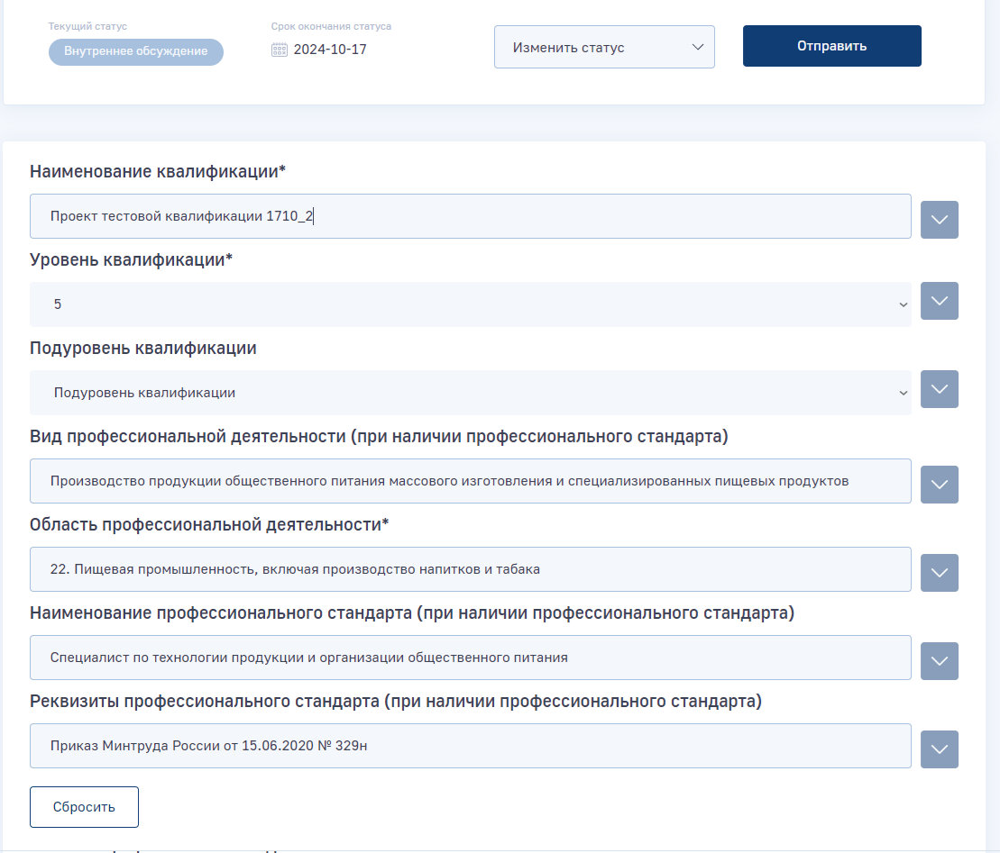 Текущий статус
Срок окончания статуса
Внутреннее обсуждение
2024-10-17
Изменить статус
Отправить
Наименование квалификации*
Проект тестовой квалификации 1710_2
Уровень квалификации*
5
Подуровень квалификации
Подуровень квалификации
Вид профессиональной деятельности (при наличии профессионального стандарта)
Производство продукции общественного питания массового изготовления и специализированных пищевых продуктов
Область профессиональной деятельности*
22. Пищевая промышленность, включая производство напитков и табака
Наименование профессионального стандарта (при наличии профессионального стандарта)
Специалист по технологии продукции и организации общественного питания
Реквизиты профессионального стандарта (при наличии профессионального стандарта)
Приказ Минтруда России от 15.06.2020 № 329н
Сбросить